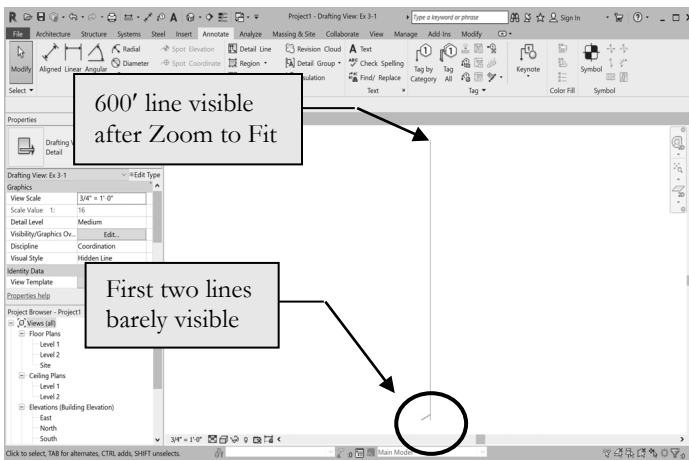 Project1 - Drafting View: Ex 3-1
Type a keyword or phrase
Sign In
File Architecture Structure Systems Steel Insert Annotate Analyze Massing & Site Collaborate View Manage Add-Ins Modify
Modify
Aligned Linear Angular
Radial
Diameter
Spot Elevation
Spot Coordinate
Detail Line
Region
Revision Cloud
Detail Group
Insulation
A Text
Check Spelling
Find/ Replace
Tag by Category
Tag All
Keynote
Symbol
Select
Text
Tag
Color Fill
Symbol
600' line visible
after Zoom to Fit
Properties
Drafting View
Detail
Drafting View: Ex 3-1
Edit Type
Graphics
View Scale 3/4" = 1'-0"
Scale Value 1: 16
Detail Level Medium
Visibility/Graphics Ov... Edit...
Discipline Coordination
Visual Style Hidden Line
Identity Data
View Template
Properties help
First two lines
barely visible
Project Browser - Project1
Views (all)
Floor Plans
Level 1
Level 2
Site
Ceiling Plans
Level 1
Level 2
Elevations (Building Elevation)
East
North
South
3/4" = 1'-0"
Click to select, TAB for alternates, CTRL adds, SHIFT unselects.
:0
Main Model
:0